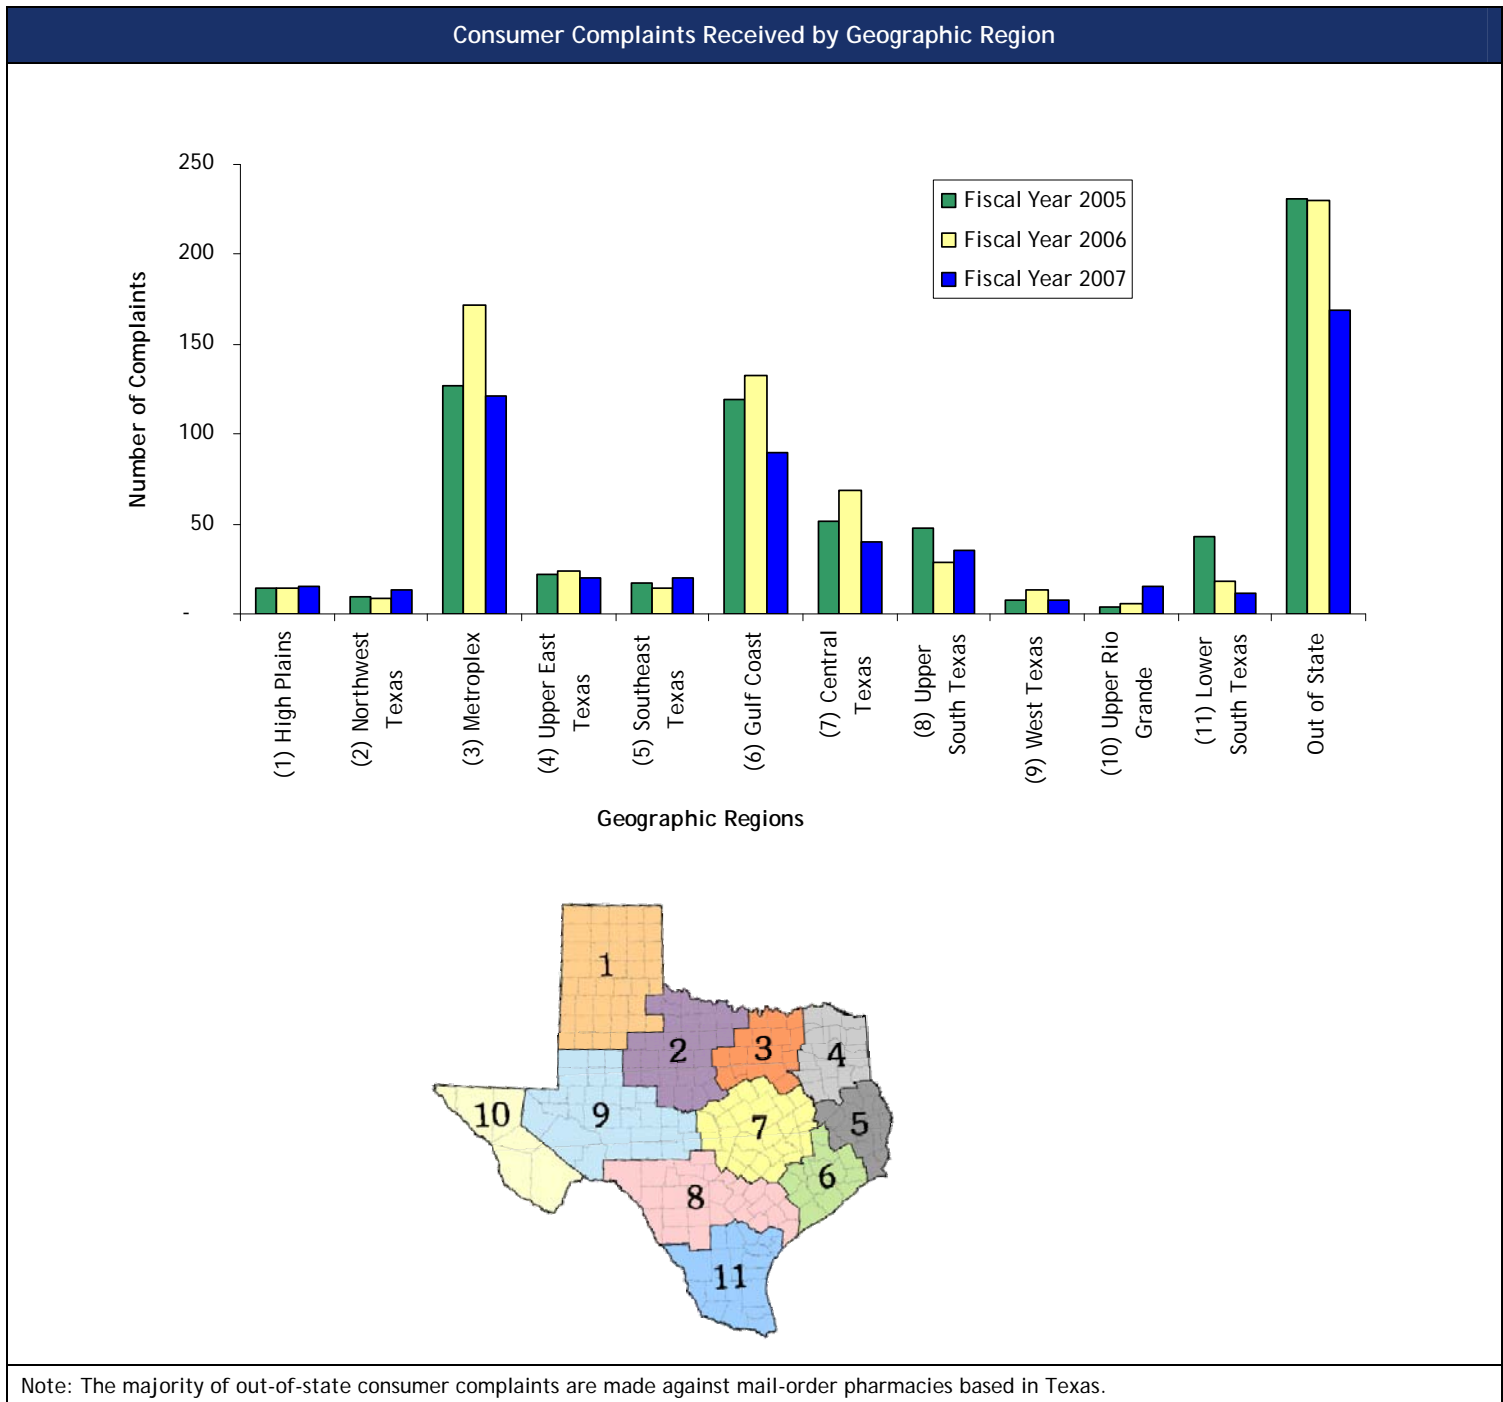 Consumer Complaints Received by Geographic Region
250
200
150
100
50
-
Number of Complaints
Fiscal Year 2005
Fiscal Year 2006
Fiscal Year 2007
(1) High Plains
(2) Northwest
Texas
(3) Metroplex
(4) Upper East
Texas
(5) Southeast
Texas
(6) Gulf Coast
(7) Central
Texas
(8) Upper
South Texas
(9) West Texas
(10) Upper Rio
Grande
(11) Lower
South Texas
Out of State
Geographic Regions
1
2
3
4
10
9
7
5
6
8
11
Note: The majority of out-of-state consumer complaints are made against mail-order pharmacies based in Texas.